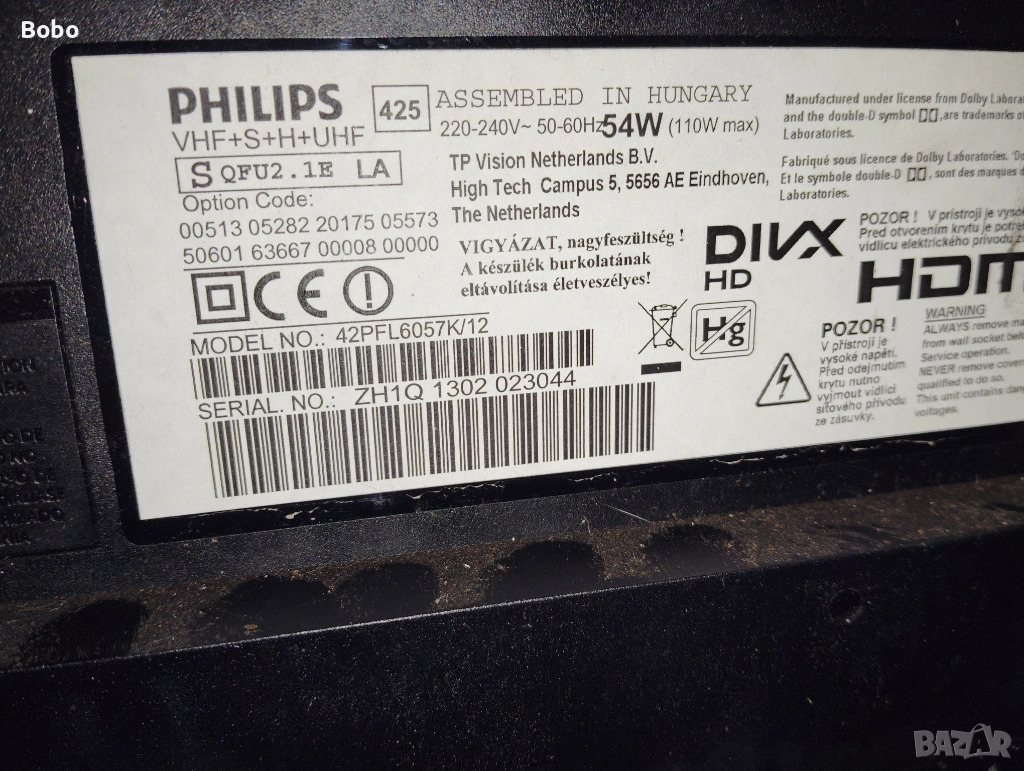 Bobo
PHILIPS
425
ASSEMBLED IN HUNGARY
VHF+S+H+UHF
220-240V~ 50-60Hz 54W (110W max)
S QFU2.1E LA
TP Vision Netherlands B.V.
High Tech Campus 5, 5656 AE Eindhoven,
The Netherlands
Option Code:
00513 05282 20175 05573
50601 63667 00008 00000
VIGYÁZAT, nagyfeszültség !
A készülék burkolatának
eltávolítása életveszélyes!
CE
MODEL NO.: 42PFL6057K/12
SERIAL. NO.: ZH1Q 1302 023044
Manufactured under license from Dolby
and the double-D symbol ,are trademarks
Laboratories.
Fabriqué sous licence de Dolby Laboratories.
Et le symbole double-D , sont des marques
Laboratories.
DIVX
HD
POZOR ! V prístroji je
Pred otvorením krytu je
vidlicu elektrického prívodu
HDM
Hg
POZOR !
V přístroji je
vysoké napětí.
Před odejmutím
krytu nutno
vyjmout vidlici
síťového přívodu
ze zásuvky.
WARNING
ALWAYS remove
from wall socket
Service operation.
NEVER remove
qualified to do so.
This unit contains
voltages.
BAZAR